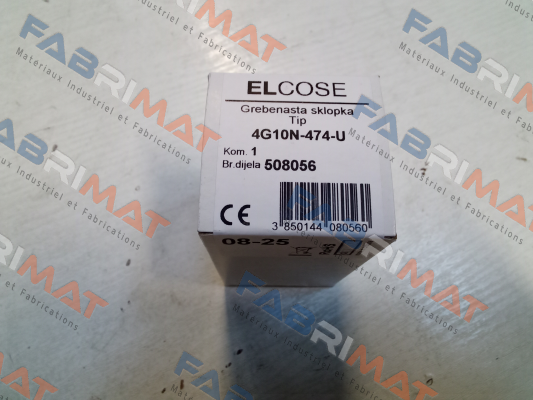 ELCOSE
Grebenasta sklopka
Tip
4G10N-474-U
Kom. 1
Br.dijela 508056
CE
3 850144 080560
08-25
FABRIMAT
Materiaux Industriel et Fabrications